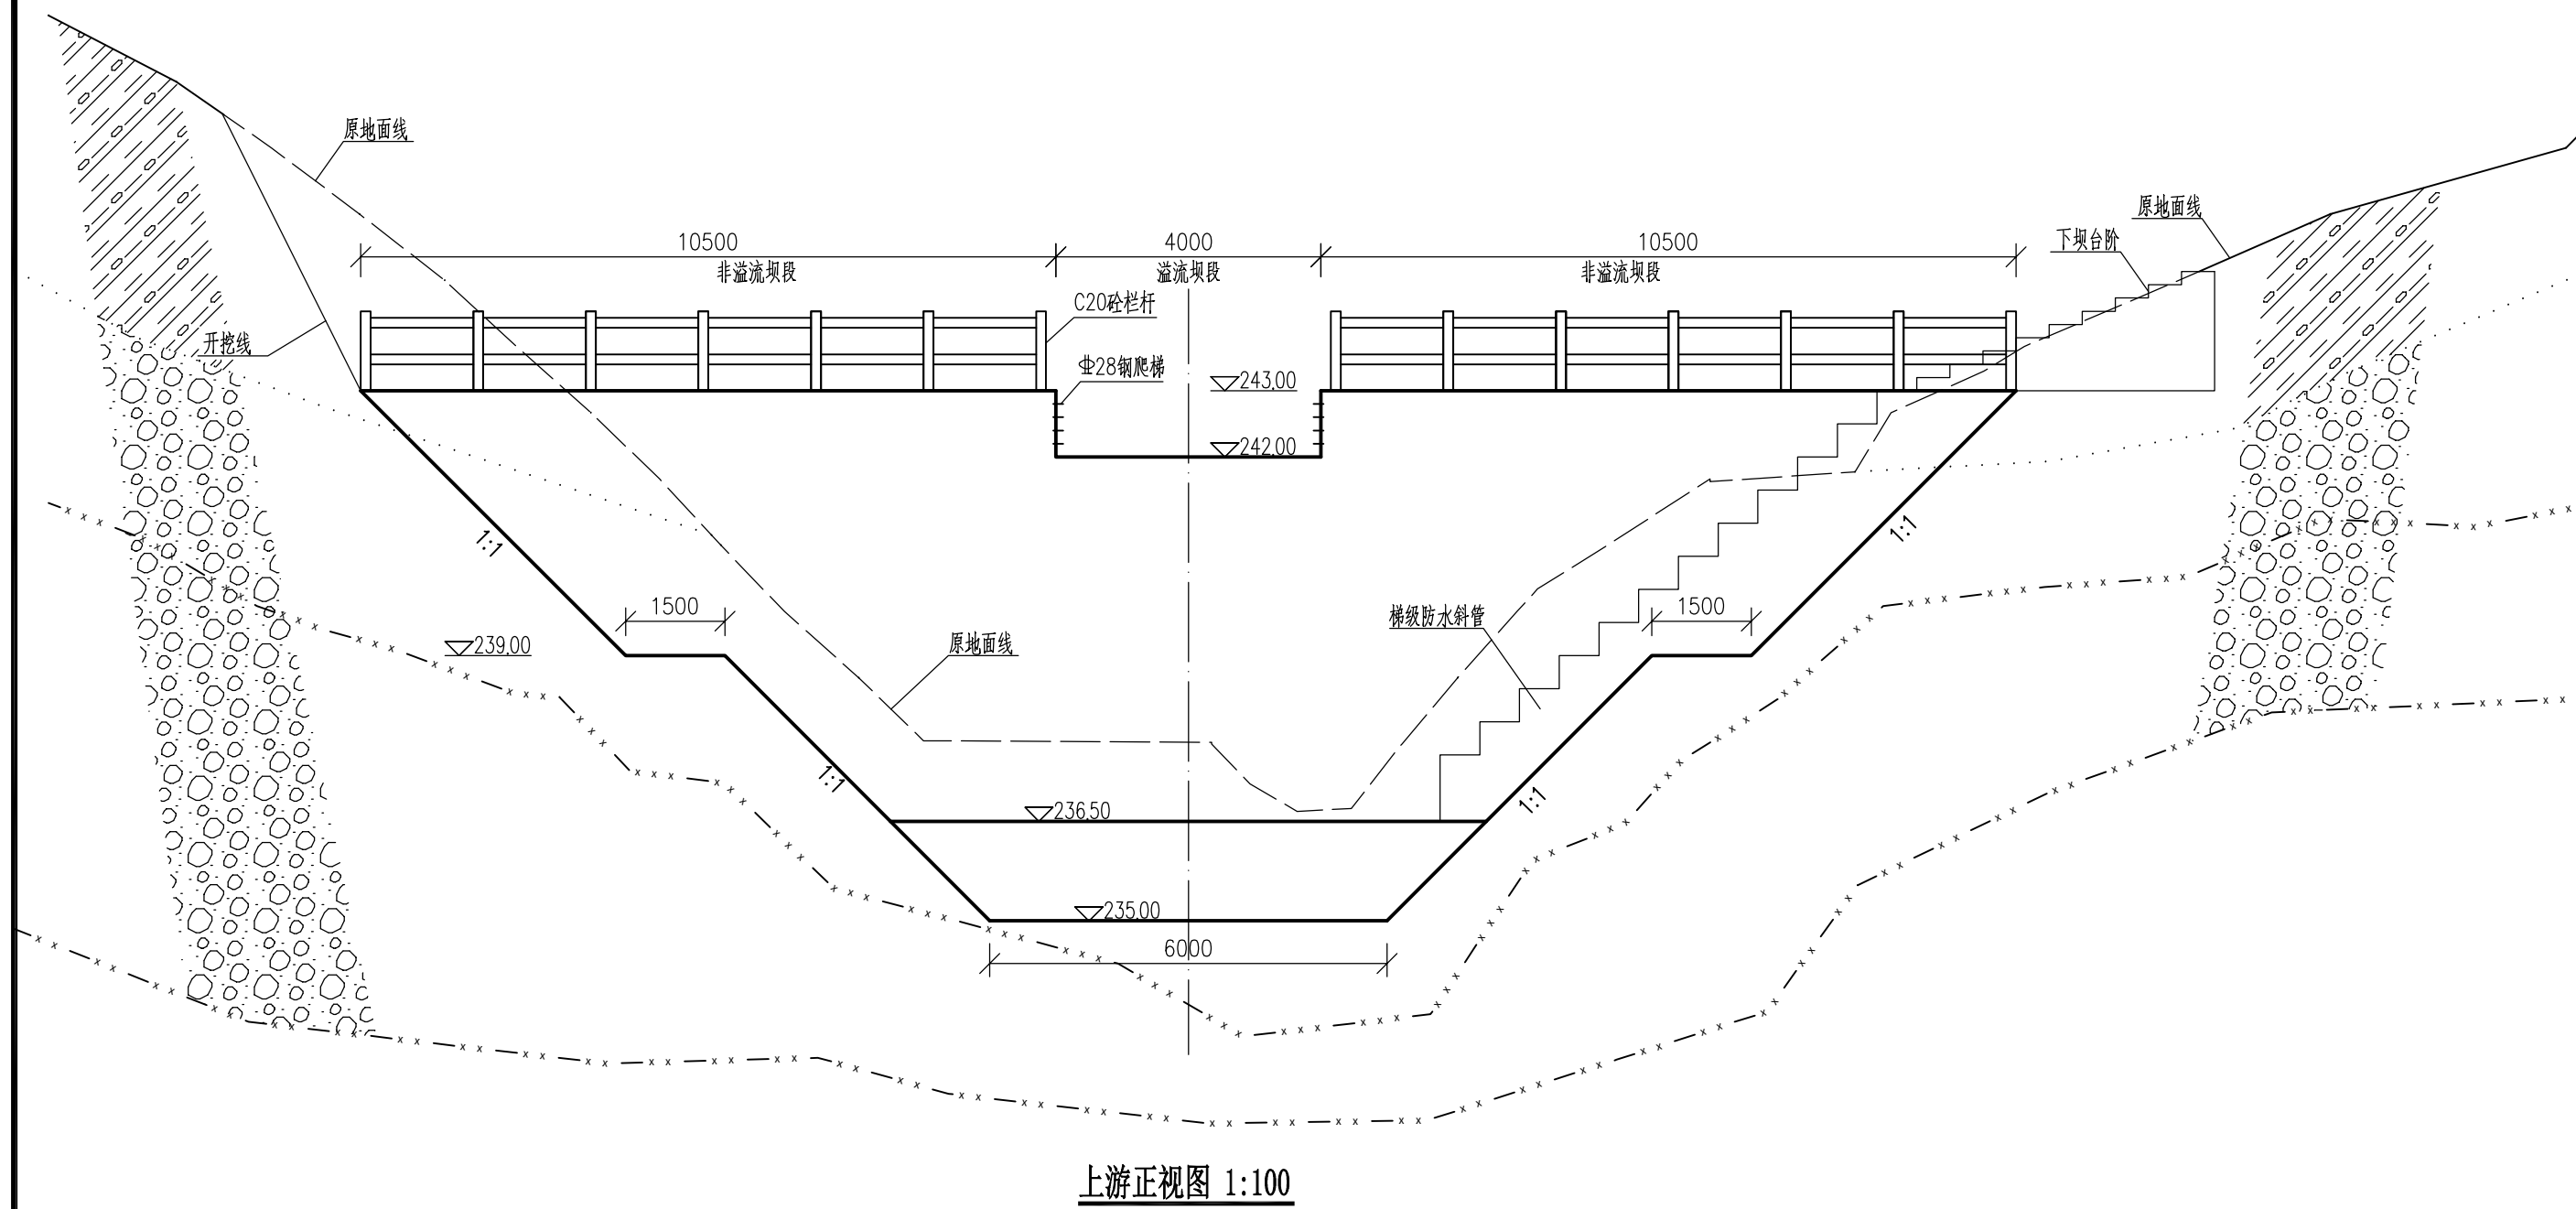 原地面线
原地面线
下坝台阶
10500
4000
10500
非溢流坝段
溢流坝段
非溢流坝段
C20砼栏杆
开挖线
Φ28钢爬梯
243.00
242.00
1:1
1:1
1500
1500
梯级防水斜管
239.00
原地面线
1:1
1:1
236.50
235.00
6000
上游正视图 1:100